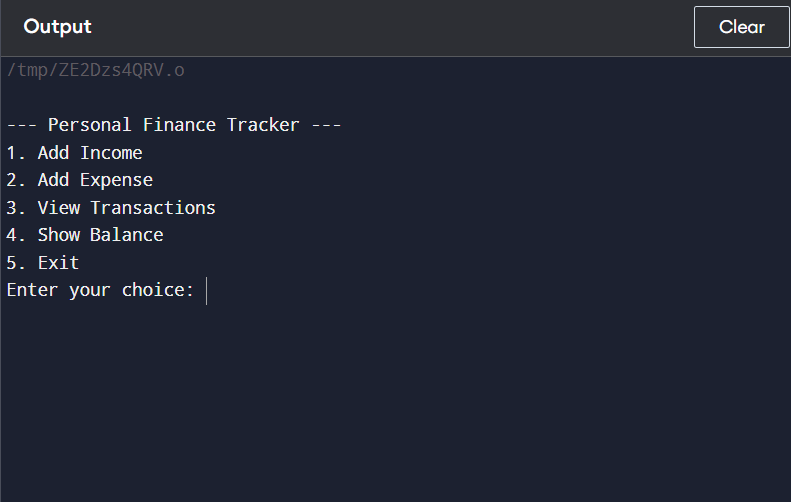 Output
Clear
/tmp/ZE2Dzs4QRV.o
--- Personal Finance Tracker ---
1. Add Income
2. Add Expense
3. View Transactions
4. Show Balance
5. Exit
Enter your choice: